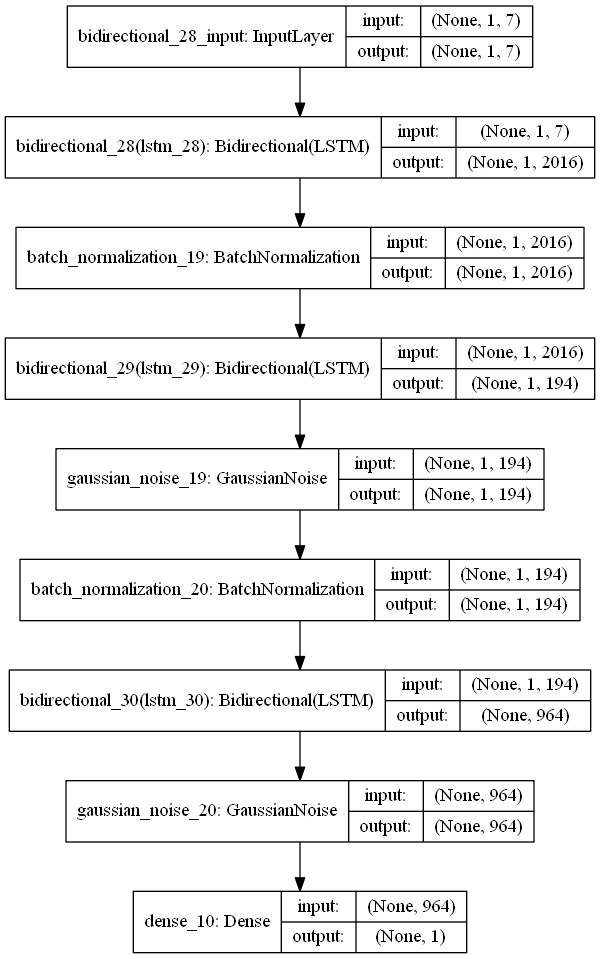 bidirectional_28_input: InputLayer
input: (None, 1, 7)
output: (None, 1, 7)
bidirectional_28(lstm_28): Bidirectional(LSTM)
input: (None, 1, 7)
output: (None, 1, 2016)
batch_normalization_19: BatchNormalization
input: (None, 1, 2016)
output: (None, 1, 2016)
bidirectional_29(lstm_29): Bidirectional(LSTM)
input: (None, 1, 2016)
output: (None, 1, 194)
gaussian_noise_19: GaussianNoise
input: (None, 1, 194)
output: (None, 1, 194)
batch_normalization_20: BatchNormalization
input: (None, 1, 194)
output: (None, 1, 194)
bidirectional_30(lstm_30): Bidirectional(LSTM)
input: (None, 1, 194)
output: (None, 964)
gaussian_noise_20: GaussianNoise
input: (None, 964)
output: (None, 964)
dense_10: Dense
input: (None, 964)
output: (None, 1)